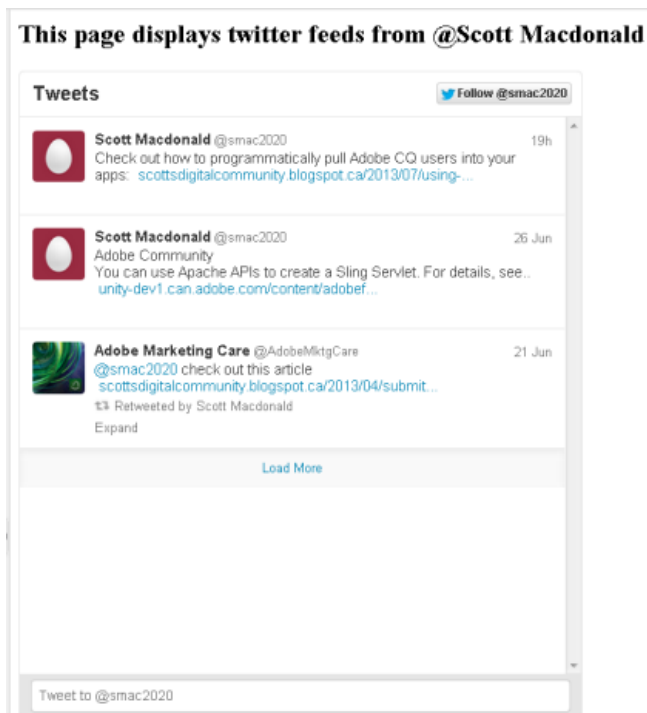 This page displays twitter feeds from @Scott Macdonald
Tweets
Follow @smac2020
Scott Macdonald @smac2020 19h
Check out how to programmatically pull Adobe CQ users into your
apps: scottsdigitalcommunity.blogspot.ca/2013/07/using-...
Scott Macdonald @smac2020 26 Jun
Adobe Community
You can use Apache APIs to create a Sling Servlet. For details, see..
unity-dev1.can.adobe.com/content/adobef...
Adobe Marketing Care @AdobeMktgCare 21 Jun
@smac2020 check out this article
scottsdigitalcommunity.blogspot.ca/2013/04/submit...
Retweeted by Scott Macdonald
Expand
Load More
Tweet to @smac2020